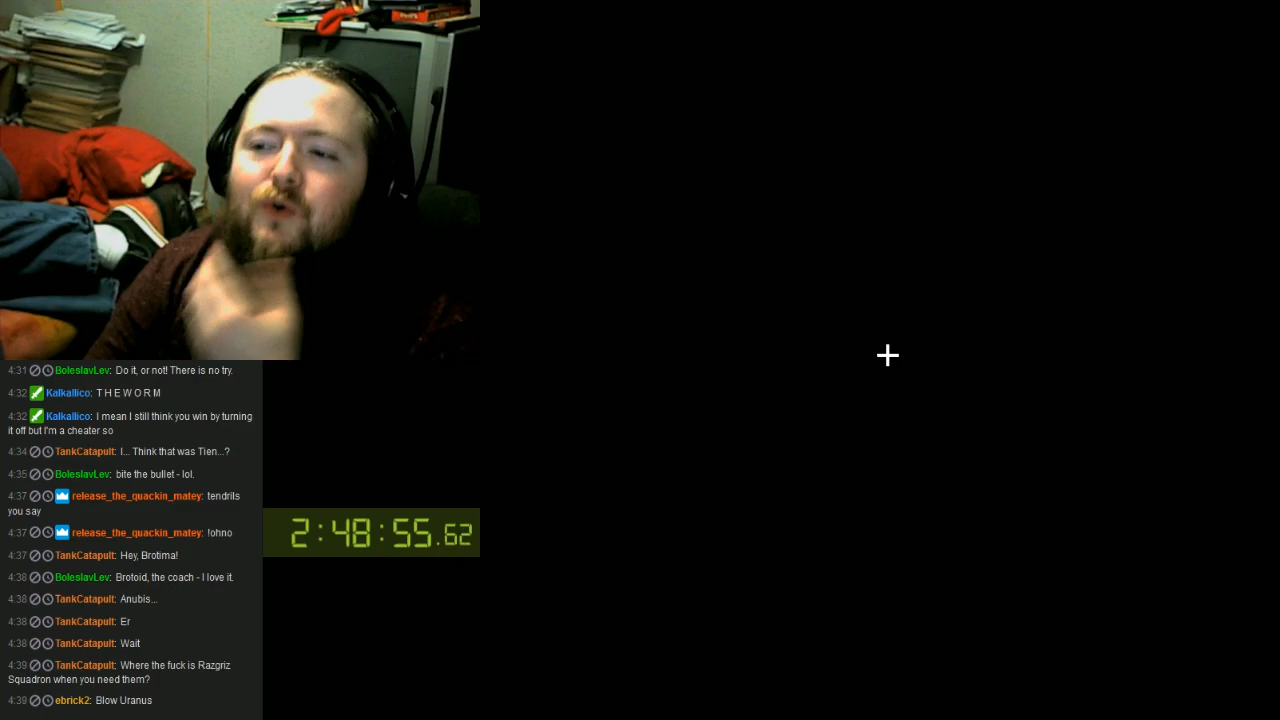 4:31 BoleslavLev: Do it, or not! There is no try.
4:32 Kalkallico: T H E W O R M
4:32 Kalkallico: I mean I still think you win by turning
it off but I'm a cheater so
4:34 TankCatapult: I... Think that was Tien...?
4:35 BoleslavLev: bite the bullet - lol.
4:37 release_the_quackin_matey: tendrils
you say
4:37 release_the_quackin_matey: !ohno
4:37 TankCatapult: Hey, Brotima!
4:38 BoleslavLev: Brotoid, the coach - I love it.
4:38 TankCatapult: Anubis...
4:38 TankCatapult: Er
4:38 TankCatapult: Wait
4:39 TankCatapult: Where the fuck is Razgriz
Squadron when you need them?
4:39 ebrick2: Blow Uranus
2:48:55.62